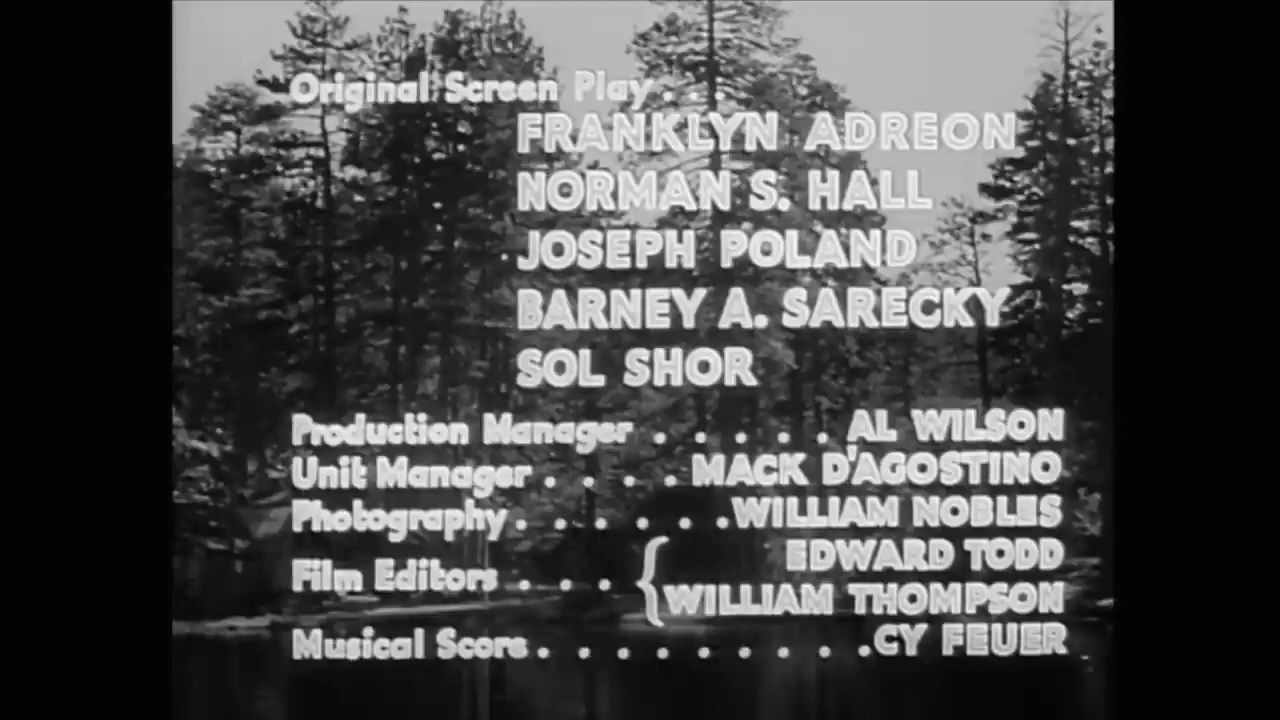 Original Screen Play . . .
FRANKLYN ADREON
NORMAN S. HALL
JOSEPH POLAND
BARNEY A. SARECKY
SOL SHOR
Production Manager . . . . . AL WILSON
Unit Manager . . . . MACK D'AGOSTINO
Photography . . . . . . WILLIAM NOBLES
Film Editors . . . { EDWARD TODD
WILLIAM THOMPSON
Musical Score . . . . . . . . . CY FEUER